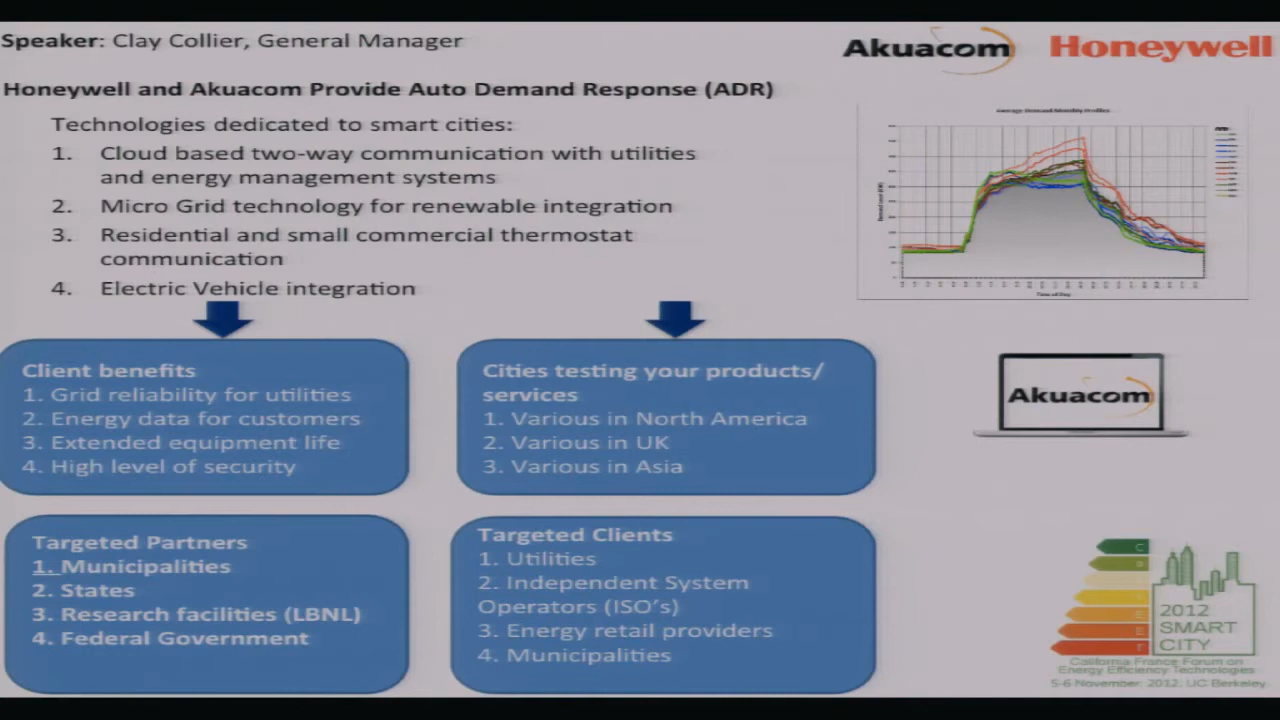 Speaker: Clay Collier, General Manager
Akuacom
Honeywell
Honeywell and Akuacom Provide Auto Demand Response (ADR)
Technologies dedicated to smart cities:
1. Cloud based two-way communication with utilities
and energy management systems
2. Micro Grid technology for renewable integration
3. Residential and small commercial thermostat
communication
4. Electric Vehicle integration
Average Demand Monthly Profiles
Time of Day
Client benefits
1. Grid reliability for utilities
2. Energy data for customers
3. Extended equipment life
4. High level of security
Cities testing your products/
services
1. Various in North America
2. Various in UK
3. Various in Asia
Akuacom
Targeted Partners
1. Municipalities
2. States
3. Research facilities (LBNL)
4. Federal Government
Targeted Clients
1. Utilities
2. Independent System
Operators (ISO's)
3. Energy retail providers
4. Municipalities
2012
SMART
CITY
California France Forum on
Energy Efficiency Technologies
5-6 November, 2012, UC Berkeley